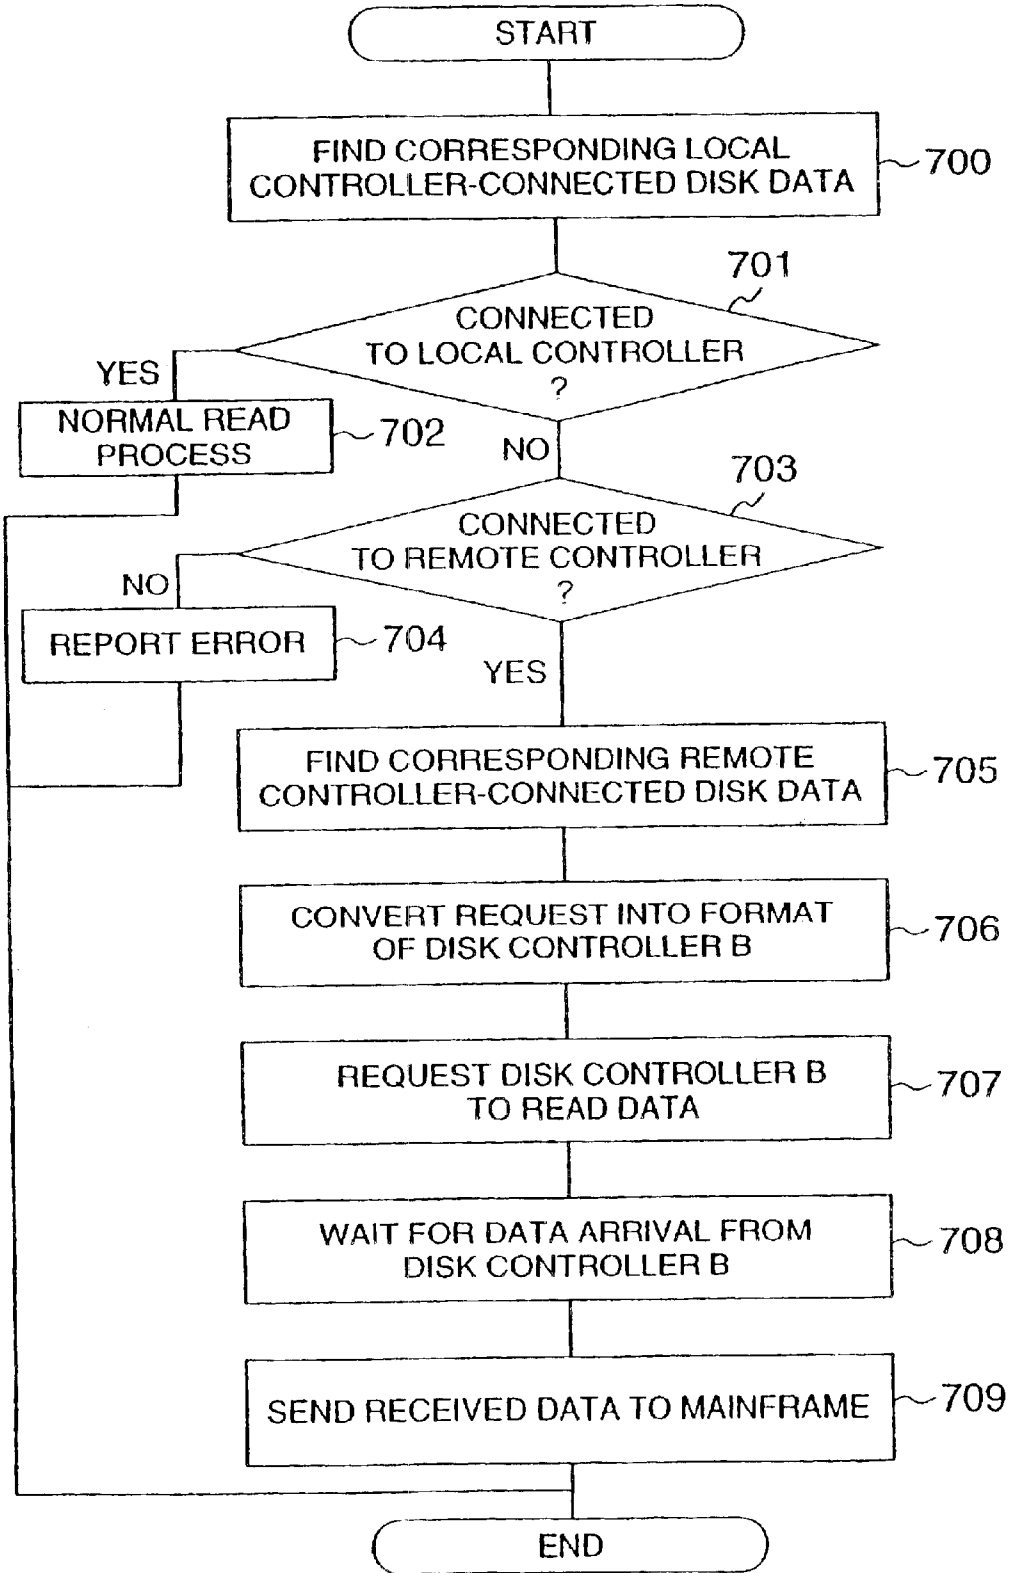 START
FIND CORRESPONDING LOCAL
CONTROLLER-CONNECTED DISK DATA
700
701
CONNECTED
TO LOCAL CONTROLLER
?
YES
NORMAL READ
PROCESS
702
NO
703
CONNECTED
TO REMOTE CONTROLLER
?
NO
REPORT ERROR
704
YES
FIND CORRESPONDING REMOTE
CONTROLLER-CONNECTED DISK DATA
705
CONVERT REQUEST INTO FORMAT
OF DISK CONTROLLER B
706
REQUEST DISK CONTROLLER B
TO READ DATA
707
WAIT FOR DATA ARRIVAL FROM
DISK CONTROLLER B
708
SEND RECEIVED DATA TO MAINFRAME
709
END